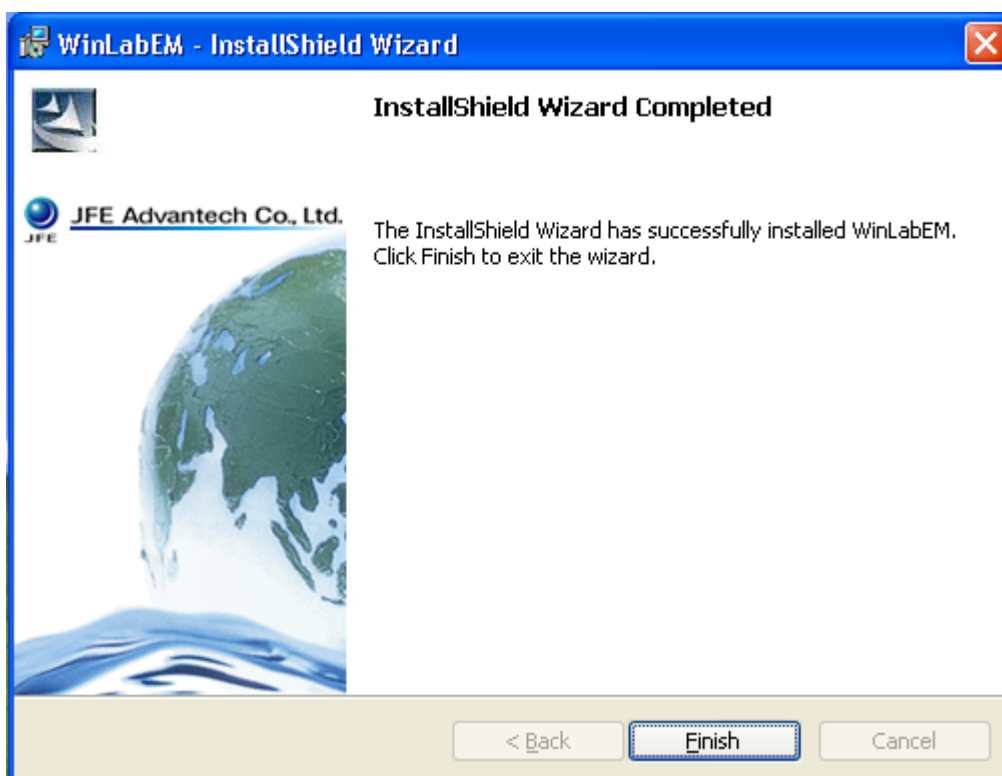 WinLabEM - InstallShield Wizard
InstallShield Wizard Completed
JFE Advantech Co., Ltd.
JFE
The InstallShield Wizard has successfully installed WinLabEM.
Click Finish to exit the wizard.
< Back
Finish
Cancel